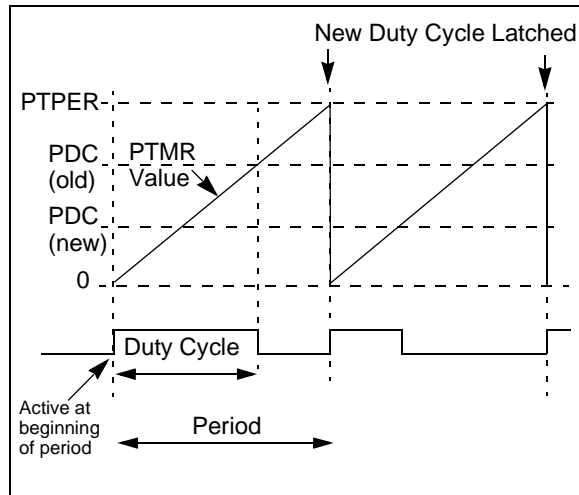 New Duty Cycle Latched
PTPER
PDC
(old)
PTMR
Value
PDC
(new)
0
Duty Cycle
Active at
beginning
of period
Period